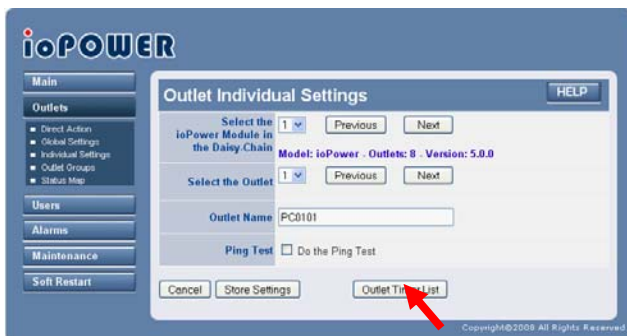 ioPOWER
Main
Outlets
Direct Action
Global Settings
Individual Settings
Outlet Groups
Status Map
Users
Alarms
Maintenance
Soft Restart
Outlet Individual Settings
HELP
Select the ioPower Module in the Daisy-Chain
1
Previous
Next
Model: ioPower - Outlets: 8 - Version: 5.0.0
Select the Outlet
1
Previous
Next
Outlet Name
PC0101
Ping Test
Do the Ping Test
Cancel
Store Settings
Outlet Timer List
Copyright©2008 All Rights Reserved